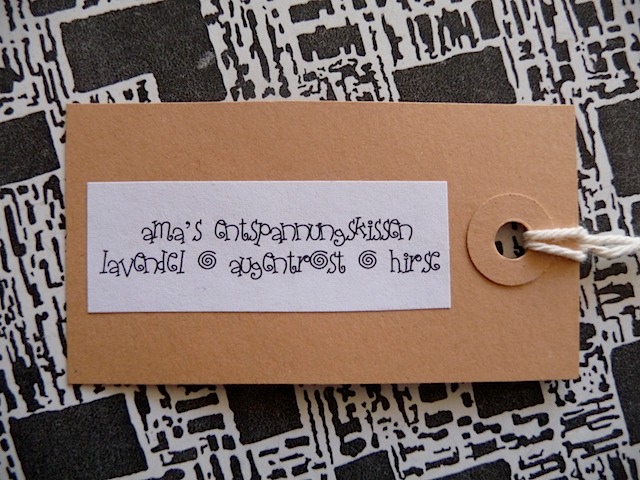 ama's entspannungskissen
lavendel @ augentrost @ hirse